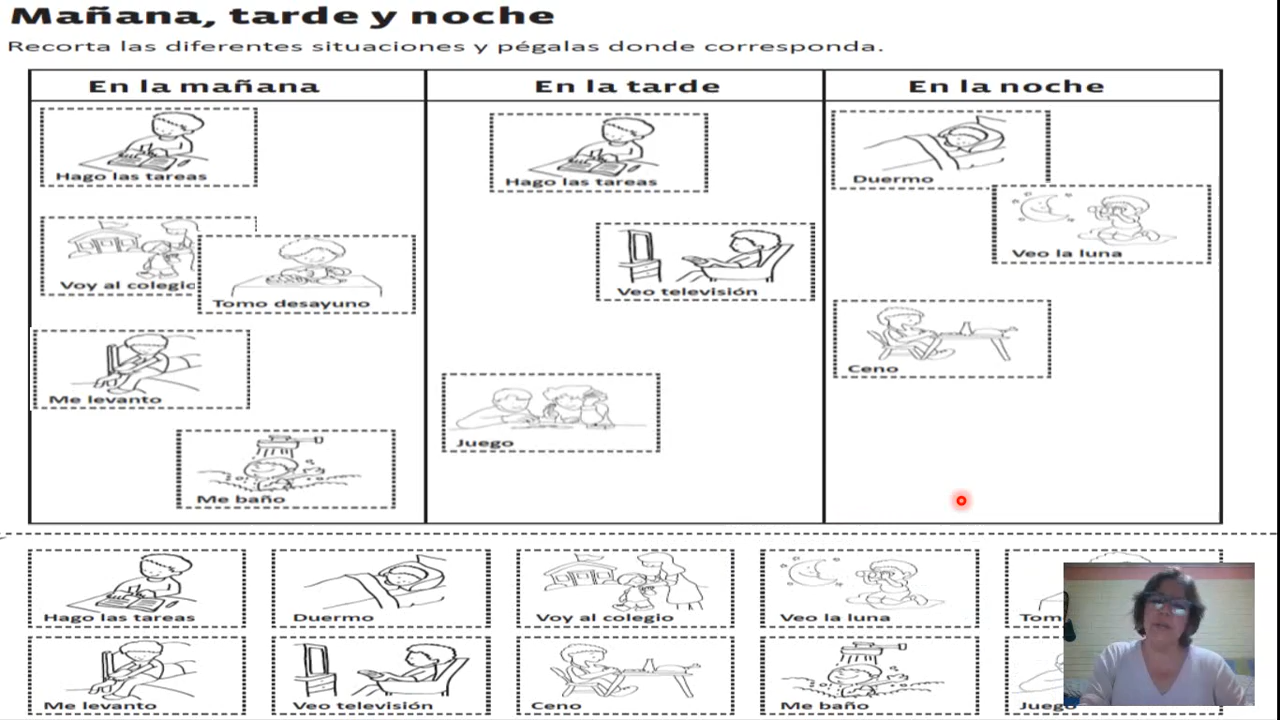 Mañana, tarde y noche
Recorta las diferentes situaciones y pégalas donde corresponda.
En la mañana
En la tarde
En la noche
Hago las tareas
Voy al colegio
Tomo desayuno
Me levanto
Me baño
Hago las tareas
Veo televisión
Juego
Duermo
Veo la luna
Ceno
Hago las tareas
Duermo
Voy al colegio
Veo la luna
Tom
Me levanto
Veo televisión
Ceno
Me baño
Juego